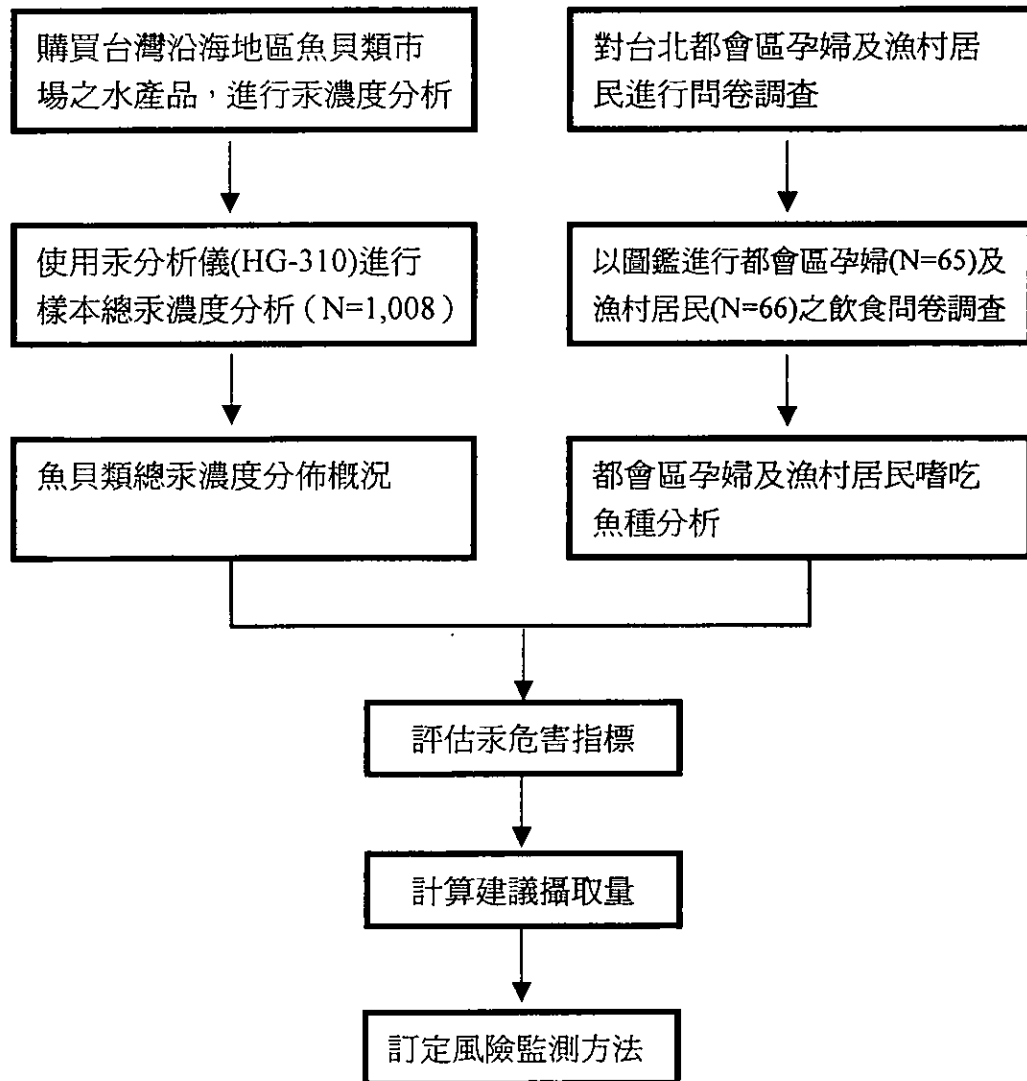 購買台灣沿海地區魚貝類市
場之水產品，進行汞濃度分析
對台北都會區孕婦及漁村居
民進行問卷調查
使用汞分析儀(HG-310)進行
樣本總汞濃度分析（N=1,008）
以圖鑑進行都會區孕婦(N=65)及
漁村居民(N=66)之飲食問卷調查
魚貝類總汞濃度分佈概況
都會區孕婦及漁村居民嗜吃
魚種分析
評估汞危害指標
計算建議攝取量
訂定風險監測方法